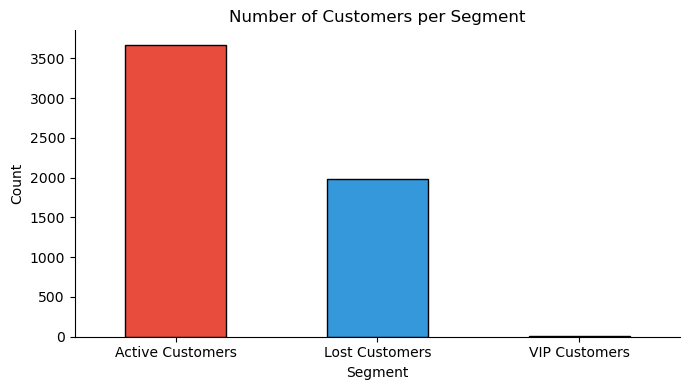 Number of Customers per Segment
Count
3500
3000
2500
2000
1500
1000
500
0
Active Customers
Lost Customers
VIP Customers
Segment